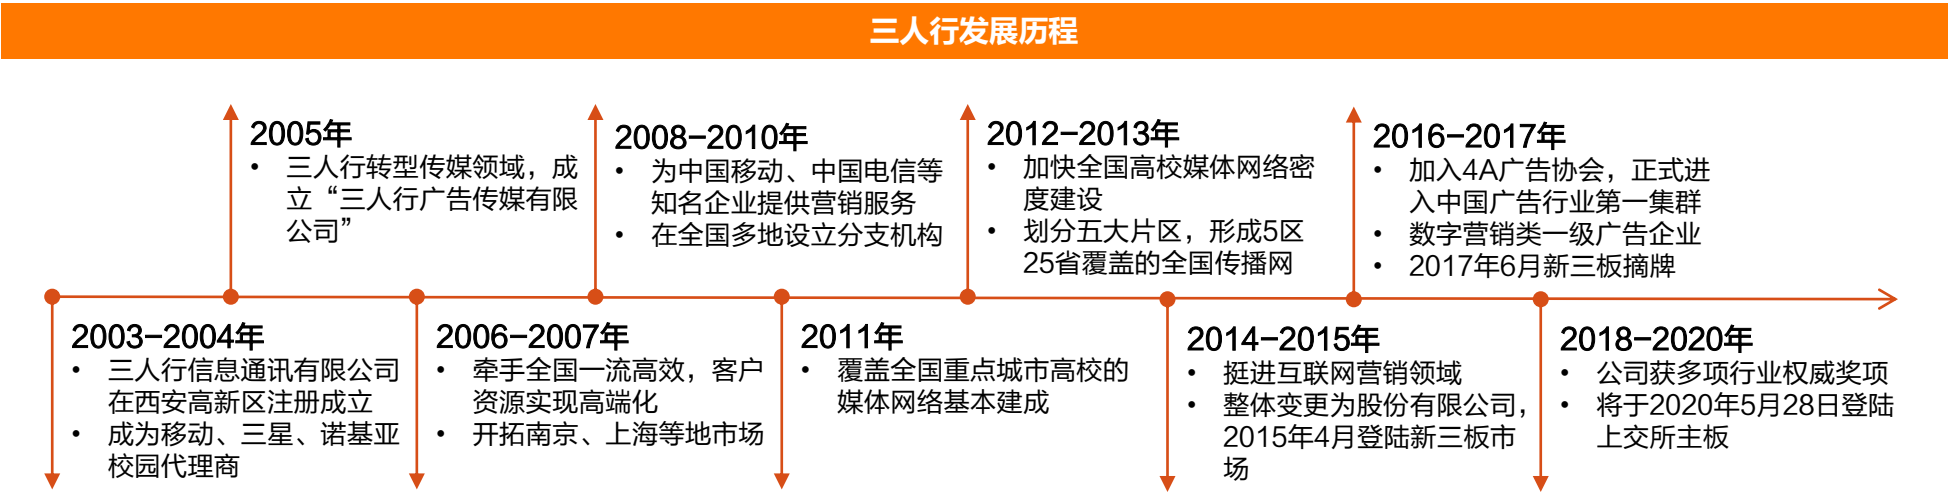 三人行发展历程
2005年
• 三人行转型传媒领域，成
立“三人行广告传媒有限
公司”
2008-2010年
• 为中国移动、中国电信等
知名企业提供营销服务
• 在全国多地设立分支机构
2012-2013年
• 加快全国高校媒体网络密
度建设
• 划分五大片区，形成5区
25省覆盖的全国传播网
2016-2017年
• 加入4A广告协会，正式进
入中国广告行业第一集群
• 数字营销类一级广告企业
• 2017年6月新三板摘牌
2003-2004年
• 三人行信息通讯有限公司
在西安高新区注册成立
• 成为移动、三星、诺基亚
校园代理商
2006-2007年
• 牵手全国一流高效，客户
资源实现高端化
• 开拓南京、上海等地市场
2011年
• 覆盖全国重点城市高校的
媒体网络基本建成
2014-2015年
• 挺进互联网营销领域
• 整体变更为股份有限公司，
2015年4月登陆新三板市
场
2018-2020年
• 公司获多项行业权威奖项
• 将于2020年5月28日登陆
上交所主板